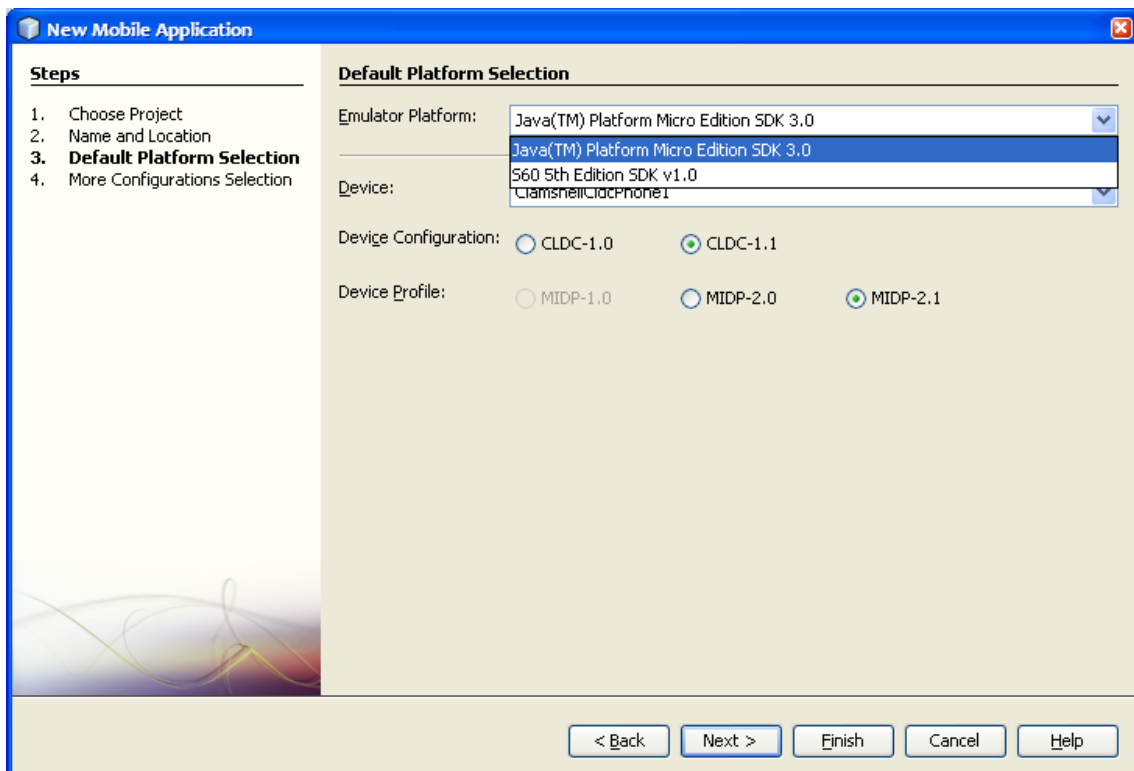 New Mobile Application
Steps
1. Choose Project
2. Name and Location
3. Default Platform Selection
4. More Configurations Selection
Default Platform Selection
Emulator Platform: Java(TM) Platform Micro Edition SDK 3.0
Java(TM) Platform Micro Edition SDK 3.0
S60 5th Edition SDK v1.0
Device: ClamshellCldcPhone1
Device Configuration: CLDC-1.0 CLDC-1.1
Device Profile: MIDP-1.0 MIDP-2.0 MIDP-2.1
< Back Next > Finish Cancel Help